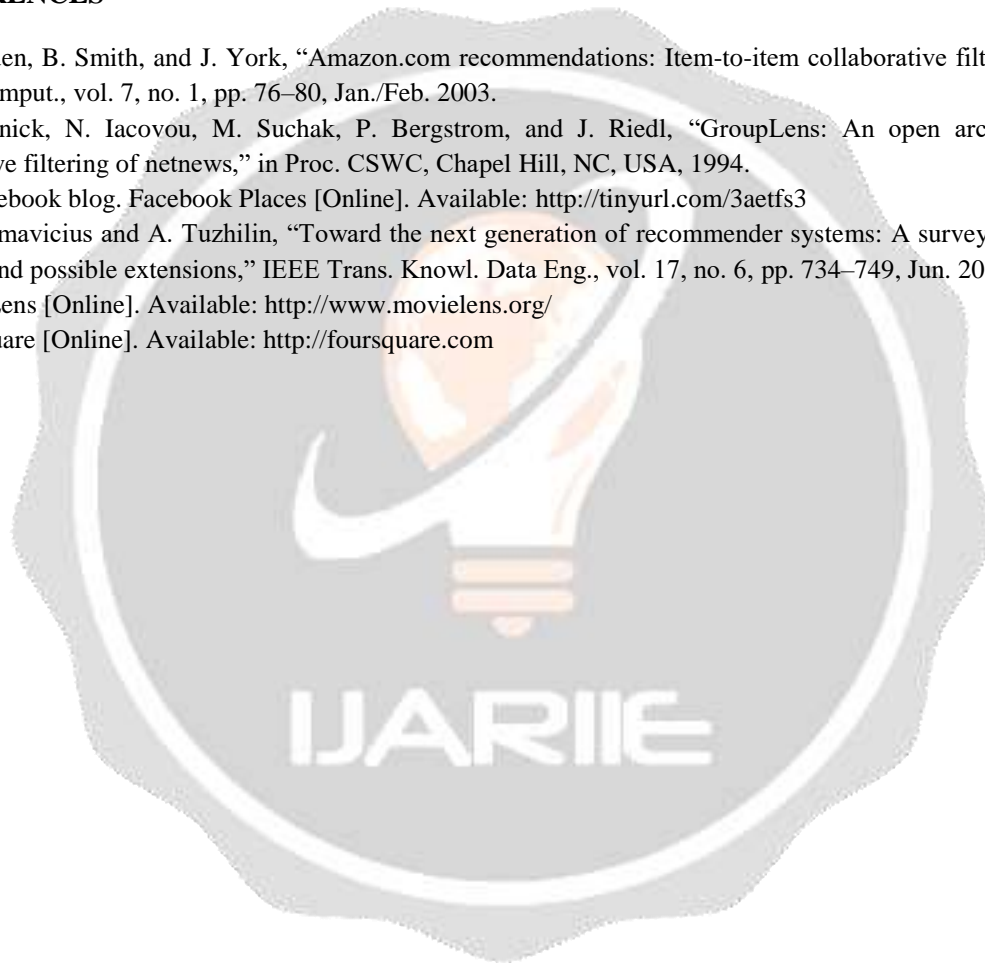 RENCES
en, B. Smith, and J. York, “Amazon.com recommendations: Item-to-item collaborative filt
mput., vol. 7, no. 1, pp. 76–80, Jan./Feb. 2003.
nick, N. Iacovou, M. Suchak, P. Bergstrom, and J. Riedl, “GroupLens: An open arc
ve filtering of netnews,” in Proc. CSWC, Chapel Hill, NC, USA, 1994.
ebook blog. Facebook Places [Online]. Available: http://tinyurl.com/3aetfs3
mavicius and A. Tuzhilin, “Toward the next generation of recommender systems: A survey
nd possible extensions,” IEEE Trans. Knowl. Data Eng., vol. 17, no. 6, pp. 734–749, Jun. 20
ens [Online]. Available: http://www.movielens.org/
uare [Online]. Available: http://foursquare.com
IJARIIE